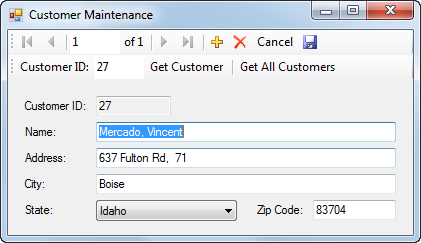 Customer Maintenance
1 of 1 Cancel
Customer ID: 27 Get Customer Get All Customers
Customer ID: 27
Name: Mercado, Vincent
Address: 637 Fulton Rd, 71
City: Boise
State: Idaho Zip Code: 83704